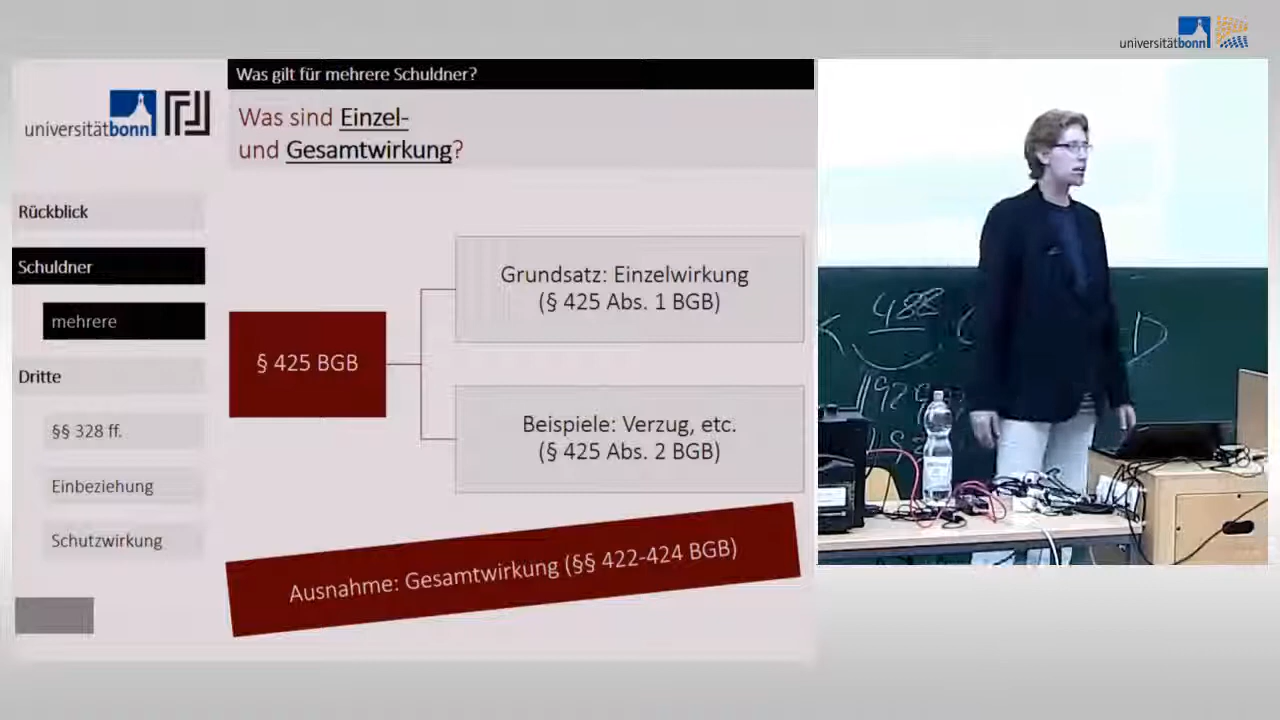 universitätbonn
Was gilt für mehrere Schuldner?
Was sind Einzel-
und Gesamtwirkung?
universitätbonn
Rückblick
Schuldner
mehrere
Dritte
§§ 328 ff.
Einbeziehung
Schutzwirkung
§ 425 BGB
Grundsatz: Einzelwirkung
(§ 425 Abs. 1 BGB)
Beispiele: Verzug, etc.
(§ 425 Abs. 2 BGB)
Ausnahme: Gesamtwirkung (§§ 422-424 BGB)
488
D